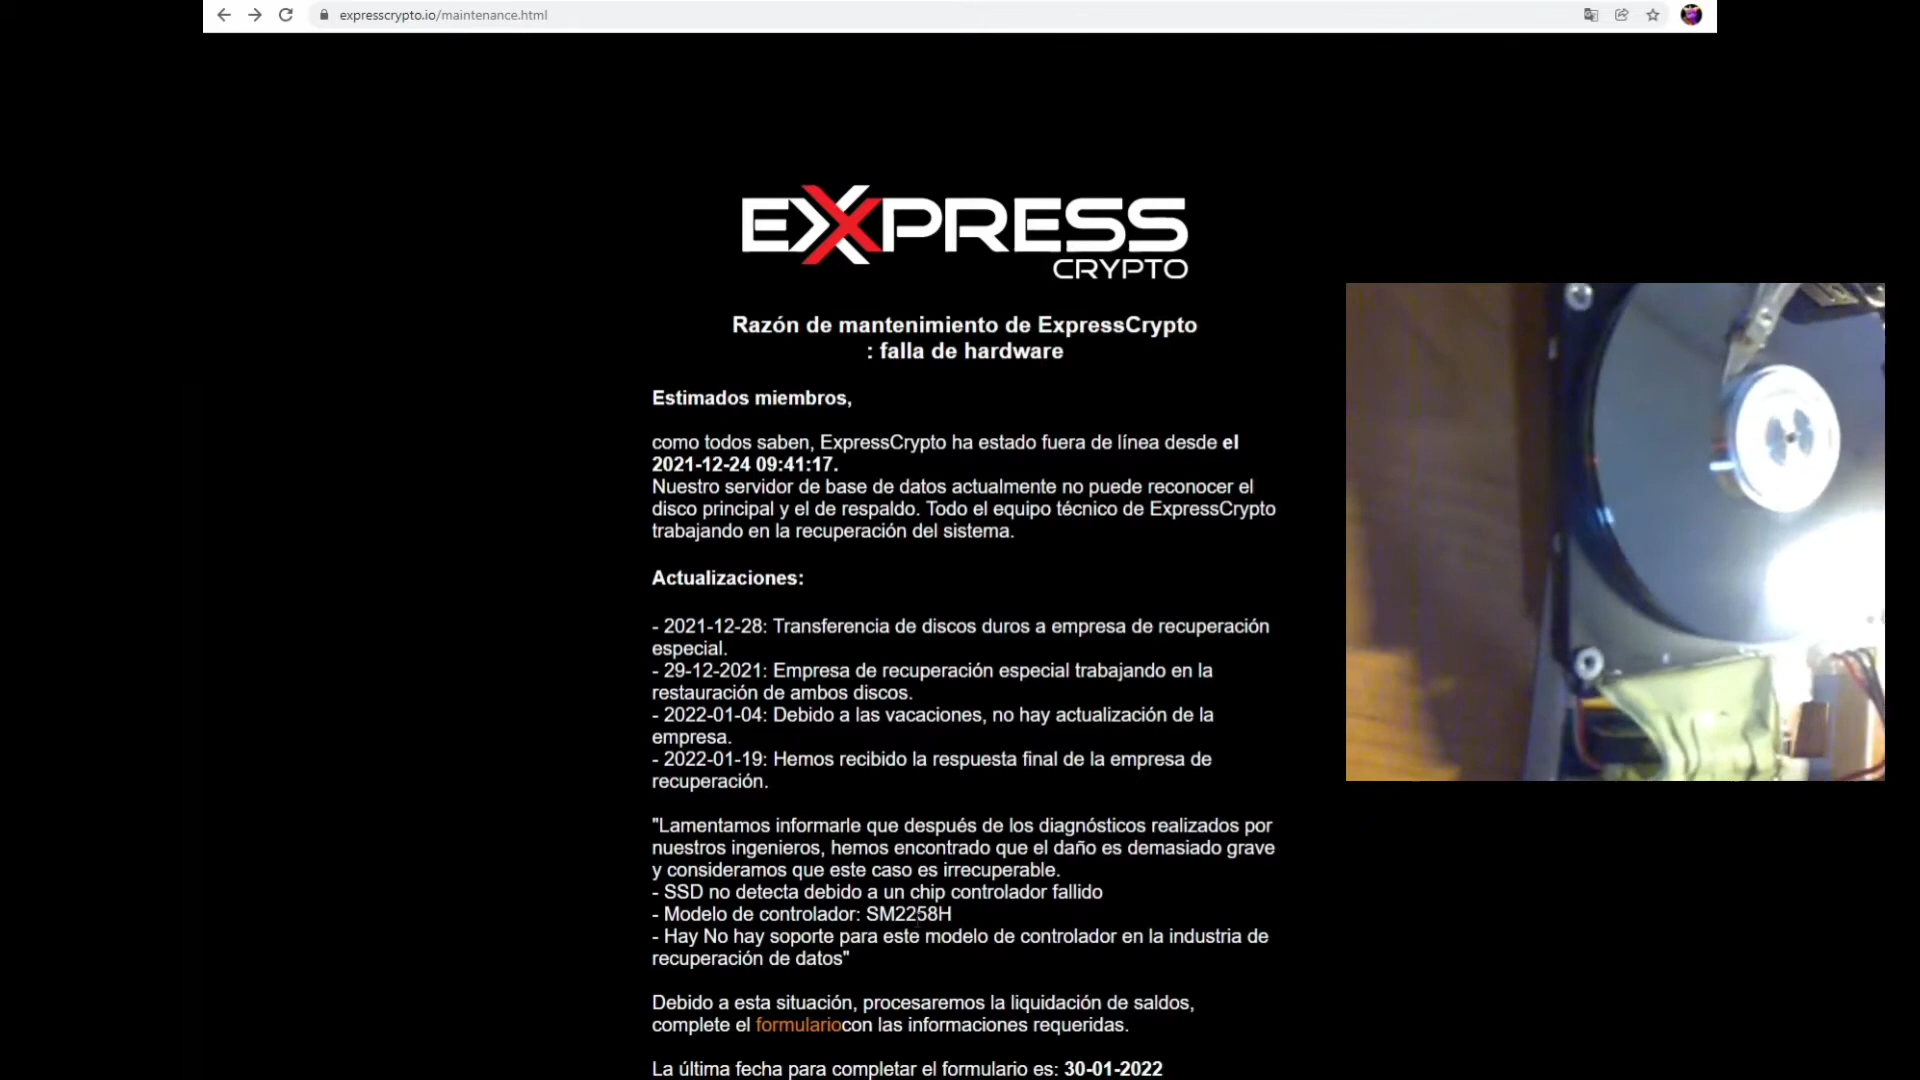 expresscrypto.io/maintenance.html
EXPRESS
CRYPTO
Razón de mantenimiento de ExpressCrypto
: falla de hardware
Estimados miembros,
como todos saben, ExpressCrypto ha estado fuera de línea desde el
2021-12-24 09:41:17.
Nuestro servidor de base de datos actualmente no puede reconocer el
disco principal y el de respaldo. Todo el equipo técnico de ExpressCrypto
trabajando en la recuperación del sistema.
Actualizaciones:
- 2021-12-28: Transferencia de discos duros a empresa de recuperación
especial.
- 29-12-2021: Empresa de recuperación especial trabajando en la
restauración de ambos discos.
- 2022-01-04: Debido a las vacaciones, no hay actualización de la
empresa.
- 2022-01-19: Hemos recibido la respuesta final de la empresa de
recuperación.
"Lamentamos informarle que después de los diagnósticos realizados por
nuestros ingenieros, hemos encontrado que el daño es demasiado grave
y consideramos que este caso es irrecuperable.
- SSD no detecta debido a un chip controlador fallido
- Modelo de controlador: SM2258H
- Hay No hay soporte para este modelo de controlador en la industria de
recuperación de datos"
Debido a esta situación, procesaremos la liquidación de saldos,
complete el formulariocon las informaciones requeridas.
La última fecha para completar el formulario es: 30-01-2022